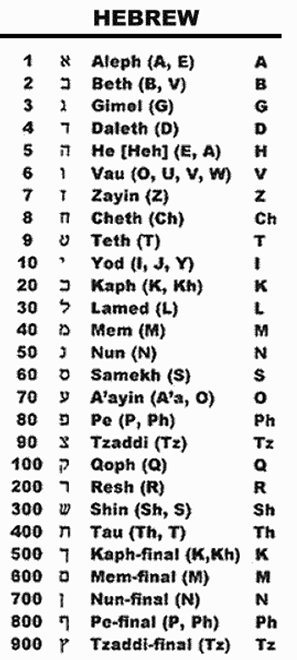 HEBREW
1 א Aleph (A, E) A
2 ב Beth (B, V) B
3 ג Gimel (G) G
4 ד Daleth (D) D
5 ה He [Heh] (E, A) H
6 ו Vau (O, U, V, W) V
7 ז Zayin (Z) Z
8 ח Cheth (Ch) Ch
9 ט Teth (T) T
10 י Yod (I, J, Y) I
20 כ Kaph (K, Kh) K
30 ל Lamed (L) L
40 מ Mem (M) M
50 נ Nun (N) N
60 ס Samekh (S) S
70 ע A'ayin (A'a, O) O
80 פ Pe (P, Ph) Ph
90 צ Tzaddi (Tz) Tz
100 ק Qoph (Q) Q
200 ר Resh (R) R
300 ש Shin (Sh, S) Sh
400 ת Tau (Th, T) Th
500 ך Kaph-final (K,Kh) K
600 ם Mem-final (M) M
700 ן Nun-final (N) N
800 ף Pe-final (P, Ph) Ph
900 ץ Tzaddi-final (Tz) Tz